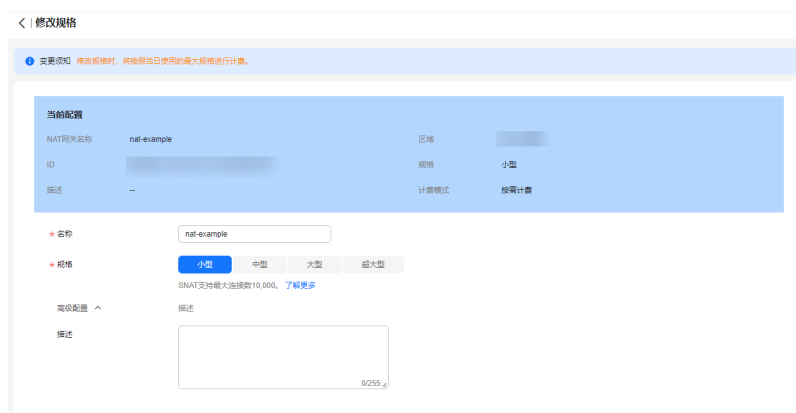 修改规格
变更须知 修改规格时，将按照当日使用的最大规格进行计费。
当前配置
NAT网关名称 nat-example 区域
ID 规格 小型
描述 -- 计费模式 按需计费
* 名称 nat-example
* 规格 小型 中型 大型 超大型
SNAT支持最大连接数10,000。 了解更多
高级配置 描述
描述
0/255